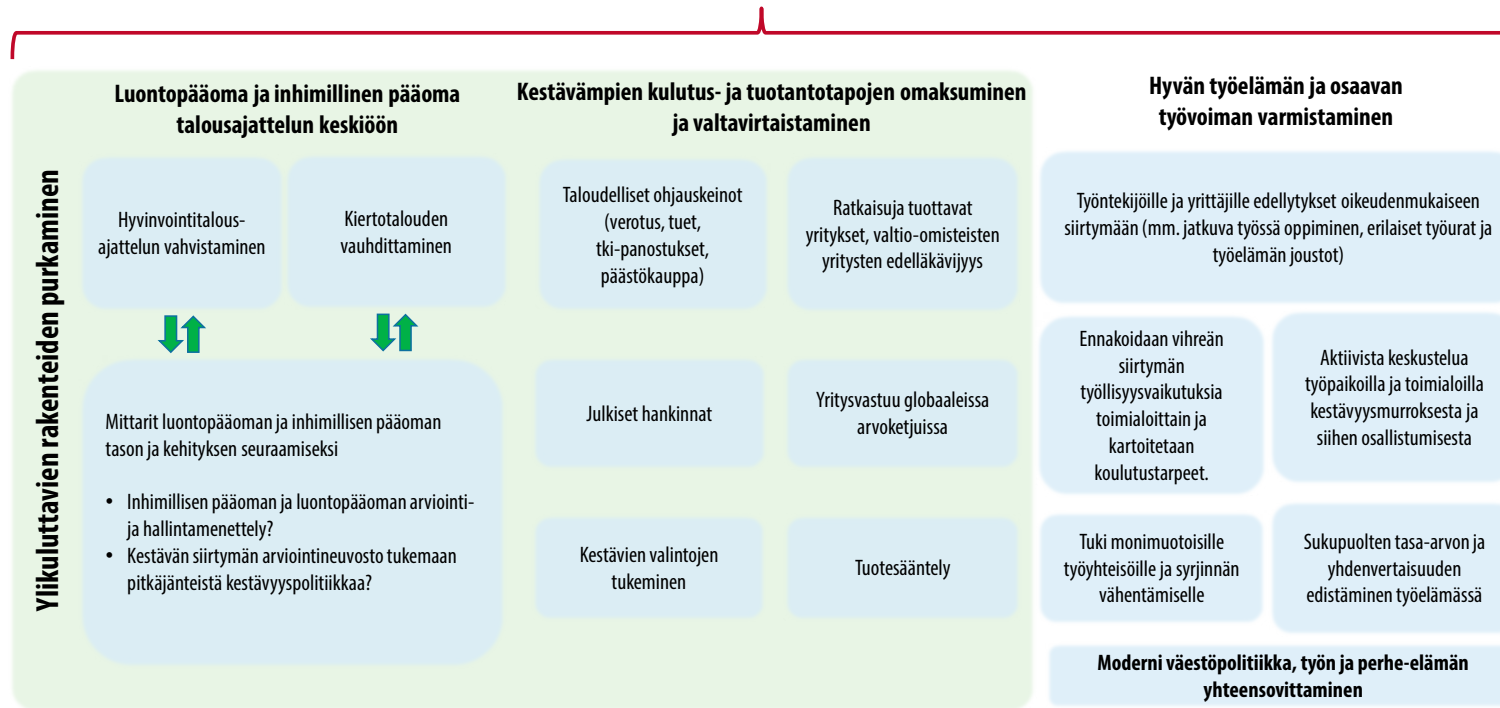 Ylikuluttavien rakenteiden purkaminen
Luontopääoma ja inhimillinen pääoma
talousajattelun keskiöön
Hyvinvointitalous-
ajattelun vahvistaminen
Kiertotalouden
vauhdittaminen
Mittarit luontopääoman ja inhimillisen pääoman
tason ja kehityksen seuraamiseksi
• Inhimillisen pääoman ja luontopääoman arviointi-
ja hallintamenettely?
• Kestävän siirtymän arviointineuvosto tukemaan
pitkäjänteistä kestävyyspolitiikkaa?
Kestävämpien kulutus- ja tuotantotapojen omaksuminen
ja valtavirtaistaminen
Taloudelliset ohjauskeinot
(verotus, tuet,
tki-panostukset,
päästökauppa)
Ratkaisuja tuottavat
yritykset, valtio-omisteisten
yritysten edelläkävijyys
Julkiset hankinnat
Yritysvastuu globaaleissa
arvoketjuissa
Kestävien valintojen
tukeminen
Tuotesääntely
Hyvän työelämän ja osaavan
työvoiman varmistaminen
Työntekijöille ja yrittäjille edellytykset oikeudenmukaiseen
siirtymään (mm. jatkuva työssä oppiminen, erilaiset työurat ja
työelämän joustot)
Ennakoidaan vihreän
siirtymän
työllisyysvaikutuksia
toimialoittain ja
kartoitetaan
koulutustarpeet.
Aktiivista keskustelua
työpaikoilla ja toimialoilla
kestävyysmurroksesta ja
siihen osallistumisesta
Tuki monimuotoisille
työyhteisöille ja syrjinnän
vähentämiselle
Sukupuolten tasa-arvon ja
yhdenvertaisuuden
edistäminen työelämässä
Moderni väestöpolitiikka, työn ja perhe-elämän
yhteensovittaminen